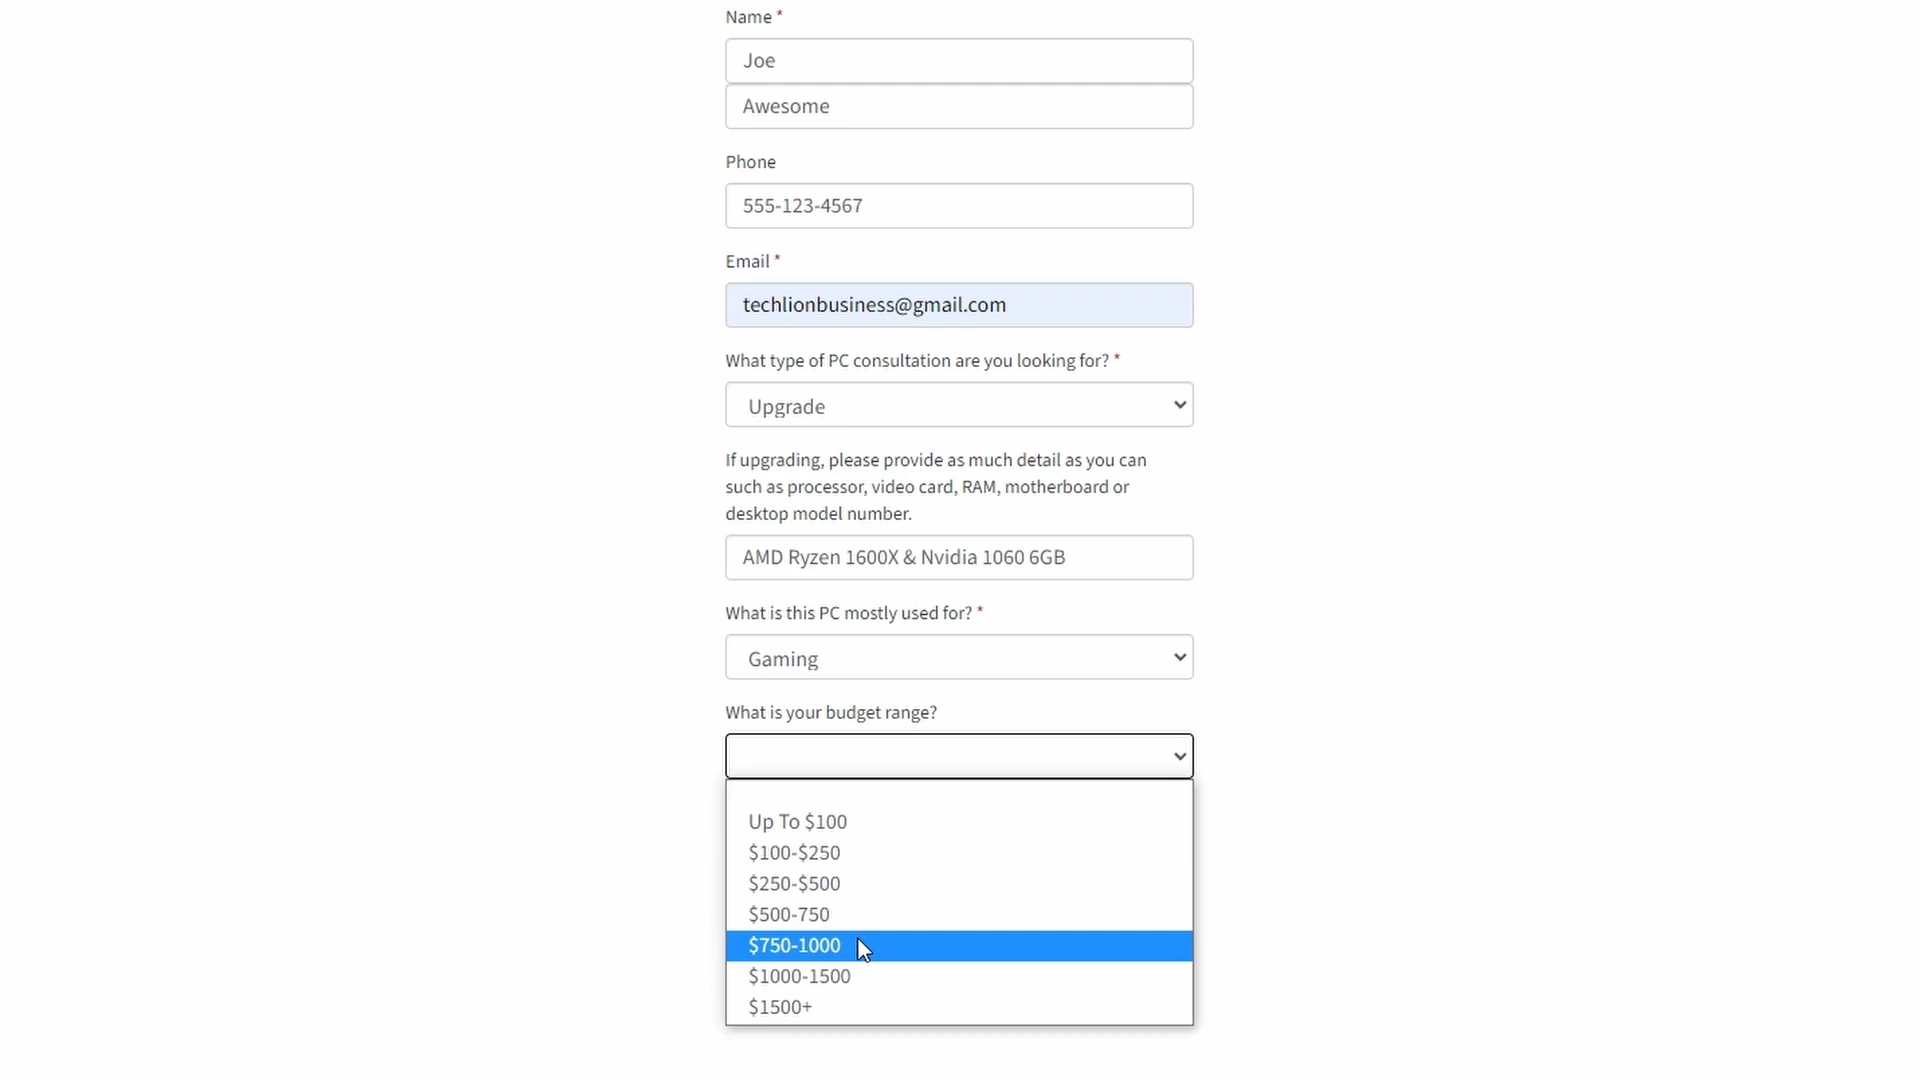 Name *
Joe
Awesome
Phone
555-123-4567
Email *
techlionbusiness@gmail.com
What type of PC consultation are you looking for? *
Upgrade
If upgrading, please provide as much detail as you can
such as processor, video card, RAM, motherboard or
desktop model number.
AMD Ryzen 1600X & Nvidia 1060 6GB
What is this PC mostly used for? *
Gaming
What is your budget range?
Up To $100
$100-$250
$250-$500
$500-750
$750-1000
$1000-1500
$1500+